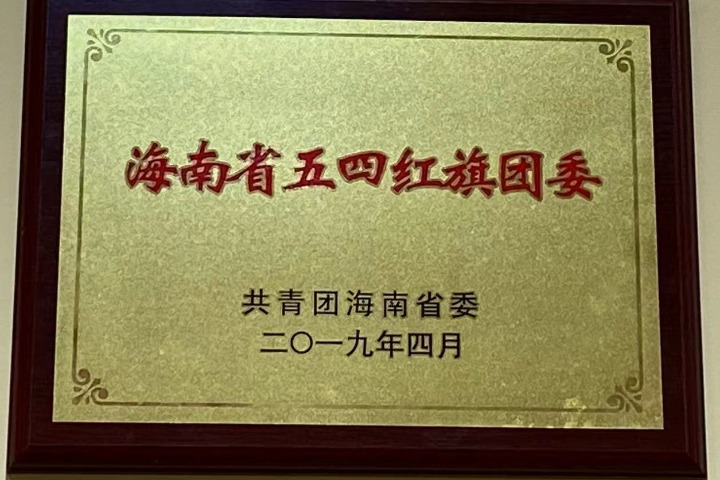 海南省五四红旗团委
共青团海南省委
二〇一九年四月